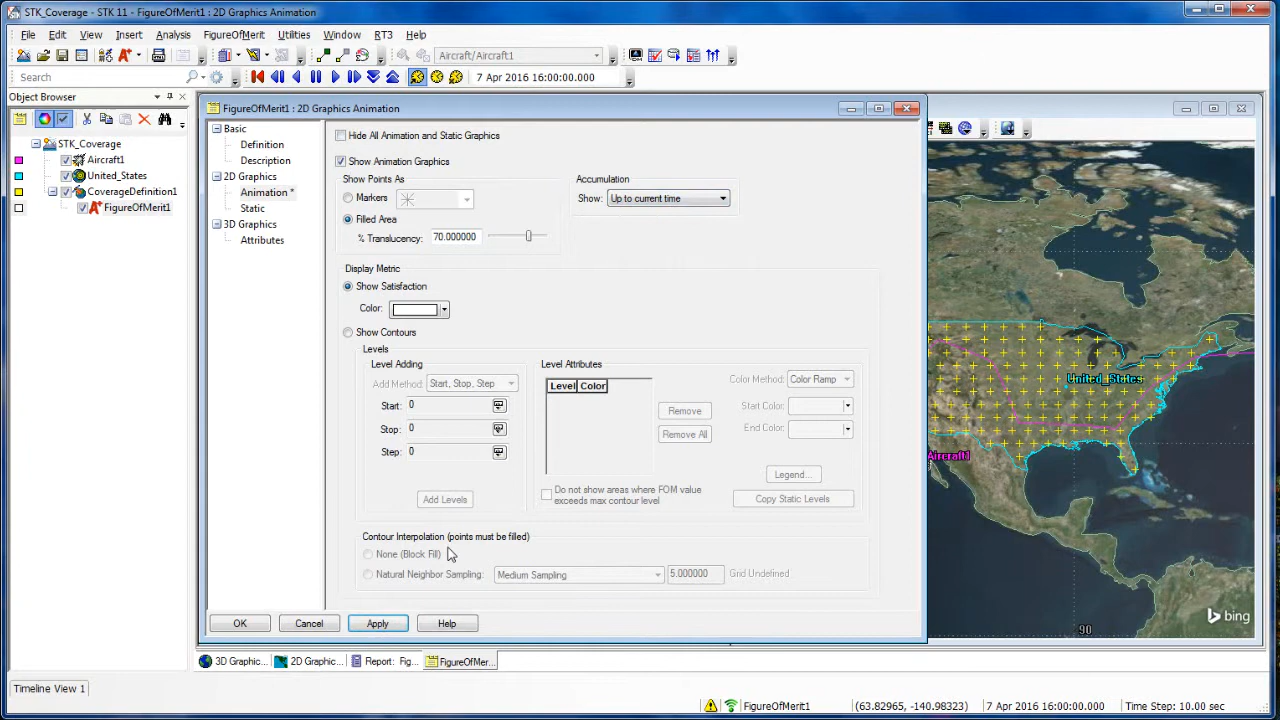 STK_Coverage - STK 11 - FigureOfMerit1 : 2D Graphics Animation
File Edit View Insert Analysis FigureOfMerit Utilities Window RT3 Help
Aircraft/Aircraft1
Search
7 Apr 2016 16:00:00.000
Object Browser
STK_Coverage
Aircraft1
United_States
CoverageDefinition1
FigureOfMerit1
FigureOfMerit1 : 2D Graphics Animation
Basic
Definition
Description
2D Graphics
Animation *
Static
3D Graphics
Attributes
Hide All Animation and Static Graphics
Show Animation Graphics
Show Points As
Markers
Filled Area
% Translucency: 70.000000
Accumulation
Show: Up to current time
Display Metric
Show Satisfaction
Color:
Show Contours
Levels
Level Adding
Add Method: Start, Stop, Step
Start: 0
Stop: 0
Step: 0
Add Levels
Level Attributes
Level Color
Remove
Remove All
Color Method: Color Ramp
Start Color:
End Color:
Legend...
Do not show areas where FOM value
exceeds max contour level
Copy Static Levels
Contour Interpolation (points must be filled)
None (Block Fill)
Natural Neighbor Sampling: Medium Sampling 5.000000 Grid Undefined
OK Cancel Apply Help
United_States
Aircraft1
90
bing
3D Graphic... 2D Graphic... Report: Fig... FigureOfMer...
Timeline View 1
FigureOfMerit1 (63.82965, -140.98323) 7 Apr 2016 16:00:00.000 Time Step: 10.00 sec